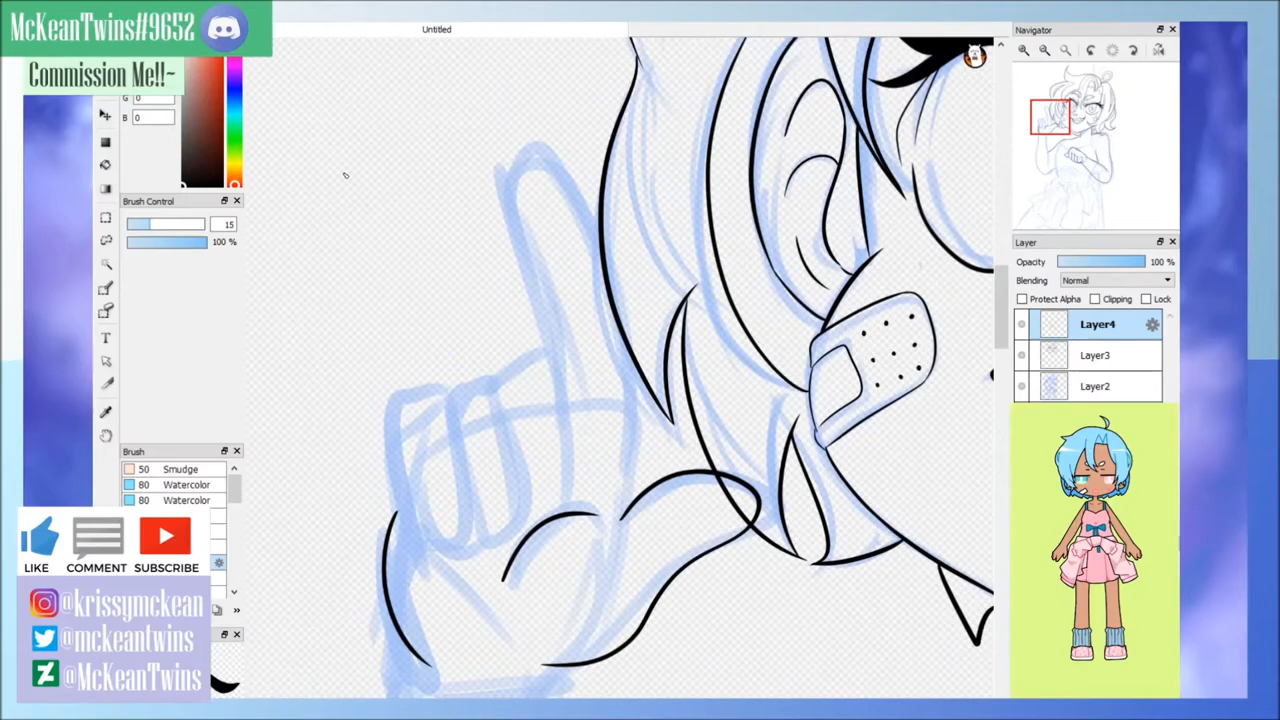 McKeanTwins#9652
Commission Me!!~
Untitled
G
0
B
0
Brush Control
15
100 %
Brush
50 Smudge
80 Watercolor
80 Watercolor
LIKE
COMMENT
SUBSCRIBE
@krissymckean
@mckeantwins
@McKeanTwins
Navigator
Layer
Opacity
100 %
Blending
Normal
Protect Alpha
Clipping
Lock
Layer4
Layer3
Layer2